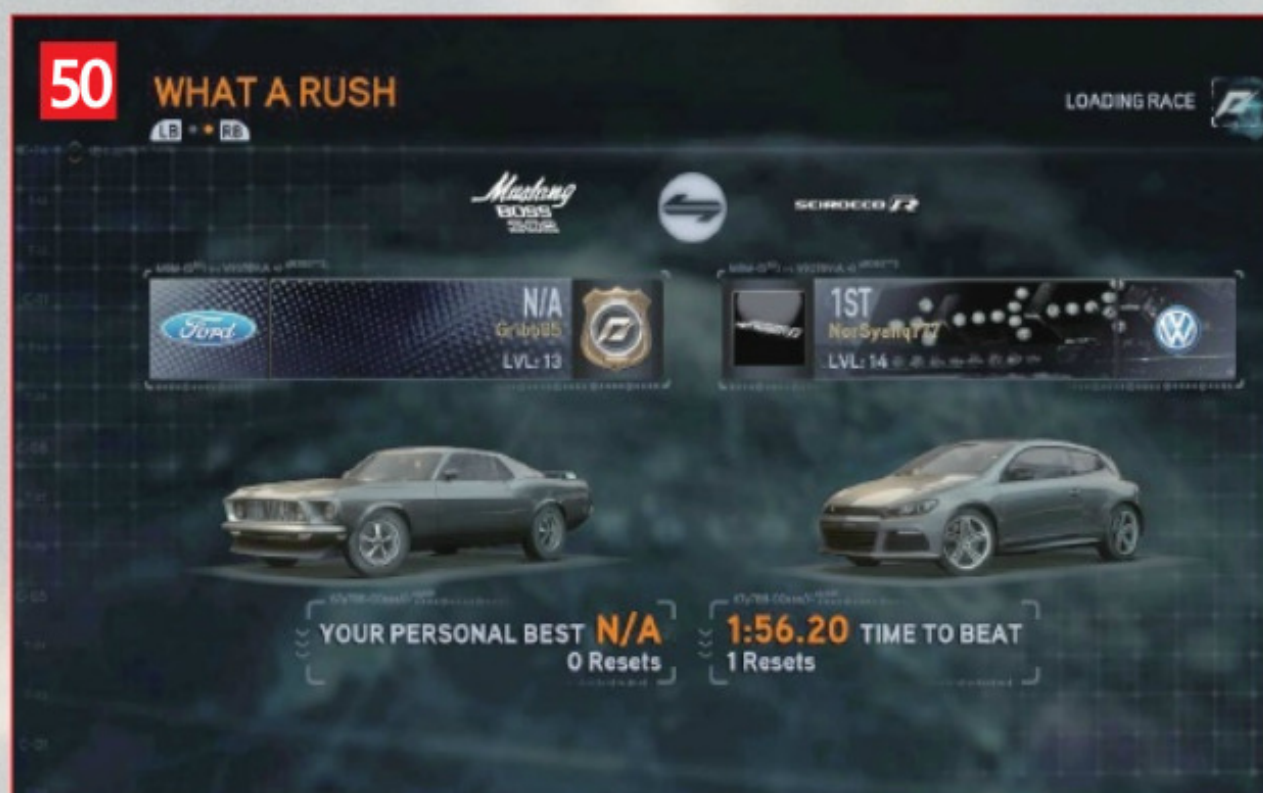 50
WHAT A RUSH
LB RB
LOADING RACE
Mustang
BOSS
302
SCIROCCO R
Ford
N/A
LVL: 13
1ST
LVL: 14
YOUR PERSONAL BEST N/A
0 Resets
1:56.20 TIME TO BEAT
1 Resets